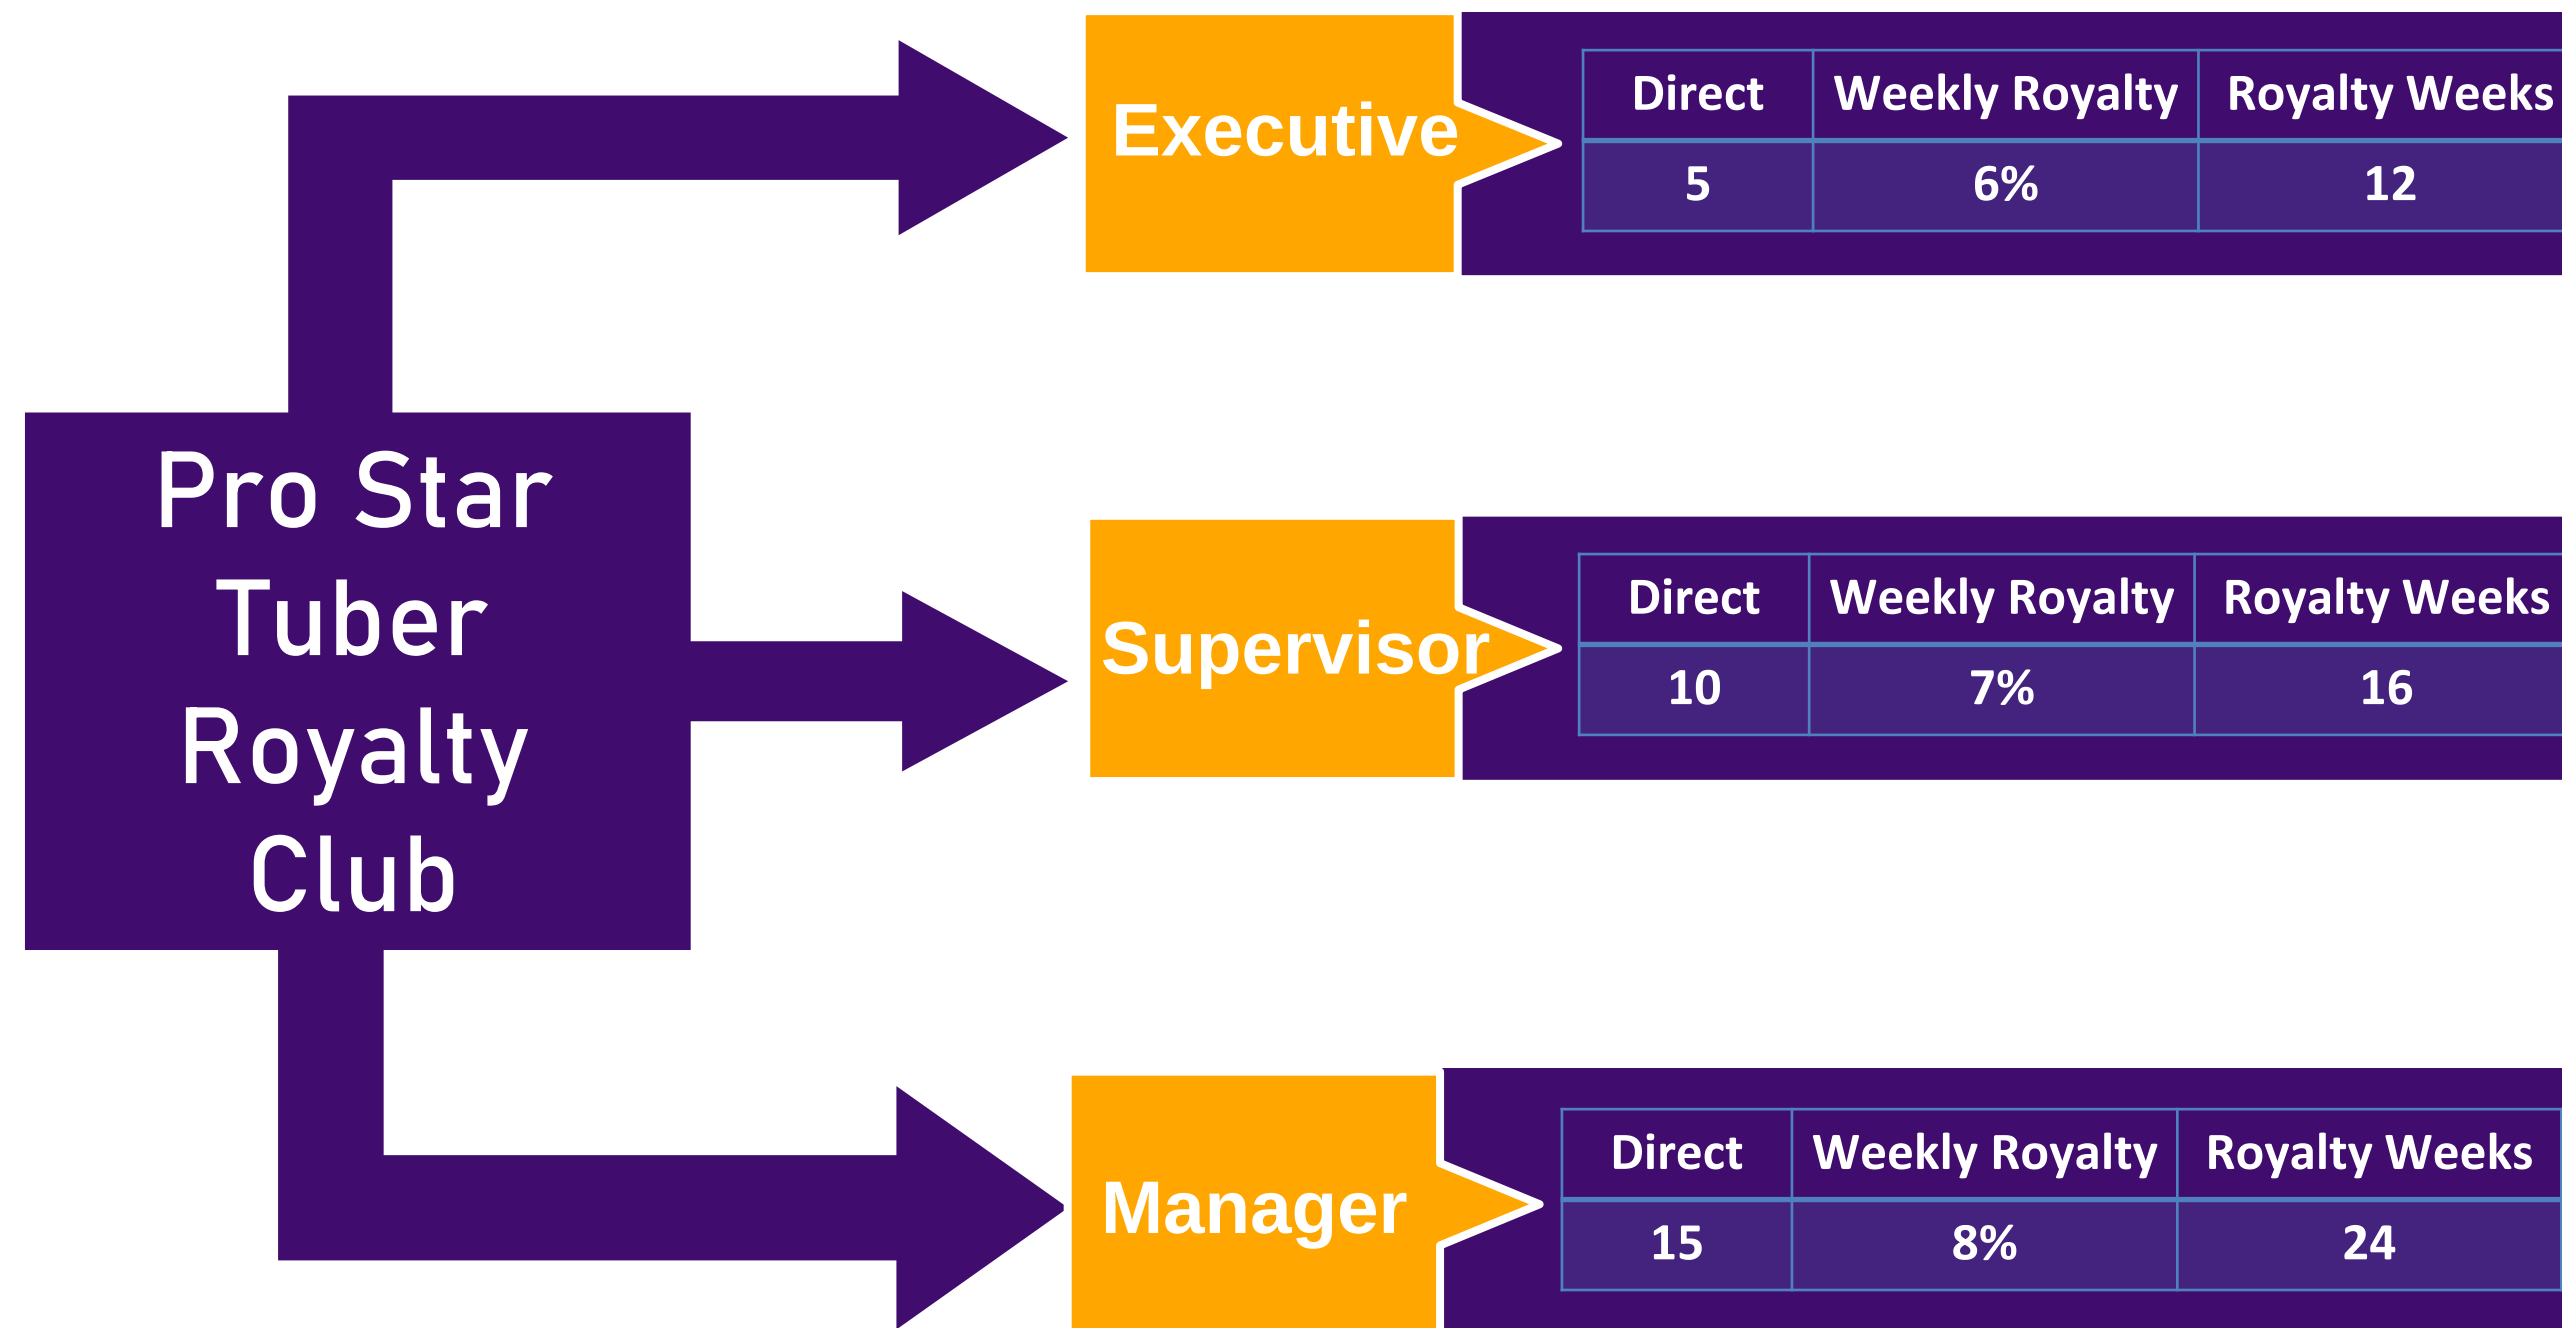 Pro Star
Tuber
Royalty
Club
Executive
Direct Weekly Royalty Royalty Weeks
5 6% 12
Supervisor
Direct Weekly Royalty Royalty Weeks
10 7% 16
Manager
Direct Weekly Royalty Royalty Weeks
15 8% 24